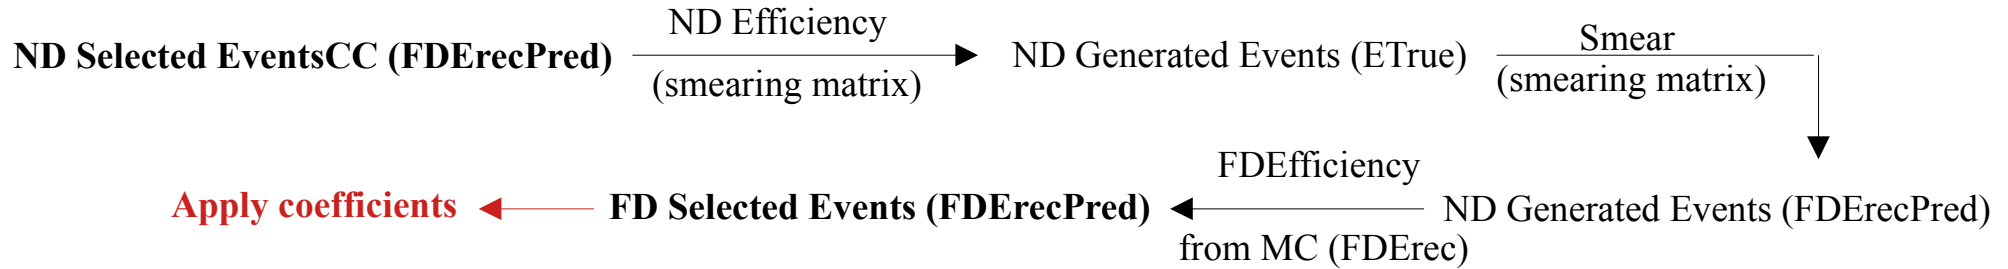 ND Selected EventsCC (FDErecPred)
ND Efficiency
(smearing matrix)
ND Generated Events (ETrue)
Smear
(smearing matrix)
ND Generated Events (FDErecPred)
FDEfficiency
from MC (FDErec)
FD Selected Events (FDErecPred)
Apply coefficients